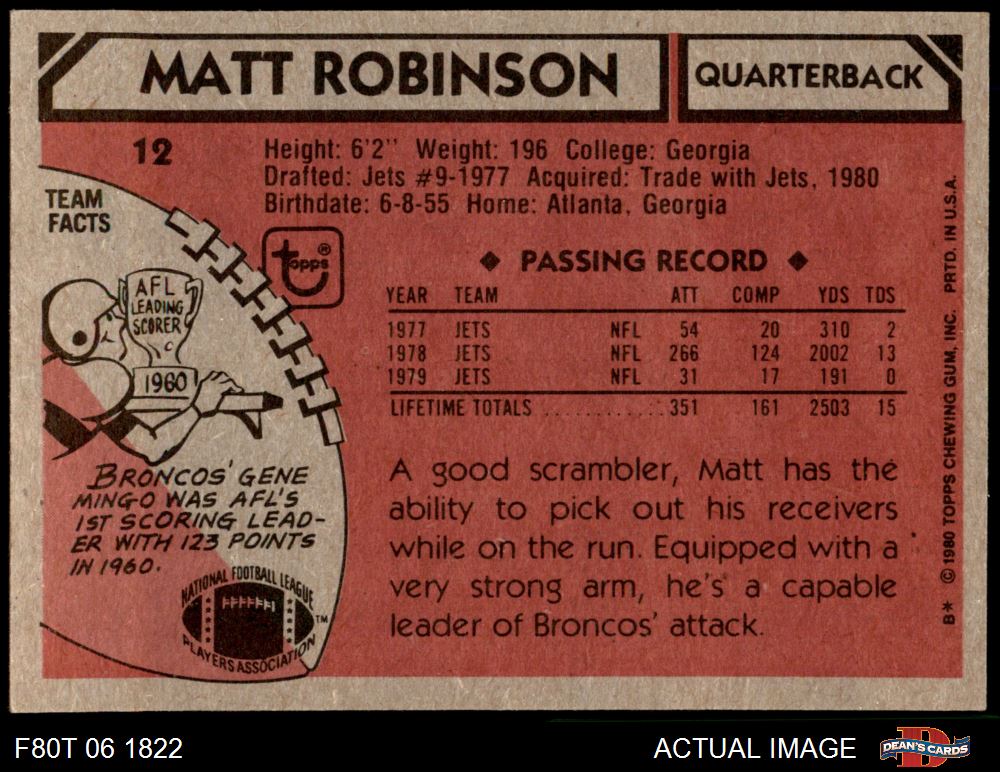 MATT ROBINSON
QUARTERBACK
12
Height: 6'2" Weight: 196 College: Georgia
Drafted: Jets #9-1977 Acquired: Trade with Jets, 1980
Birthdate: 6-8-55 Home: Atlanta, Georgia
TEAM
FACTS
AFL
LEADING
SCORER
1960
BRONCOS' GENE
MINGO WAS AFL'S
1ST SCORING LEAD-
ER WITH 123 POINTS
IN 1960.
NATIONAL FOOTBALL LEAGUE
PLAYERS ASSOCIATION
TM
topps®
◆ PASSING RECORD ◆
YEAR TEAM ATT COMP YDS TDS
1977 JETS NFL 54 20 310 2
1978 JETS NFL 266 124 2002 13
1979 JETS NFL 31 17 191 0
LIFETIME TOTALS ............ 351 161 2503 15
A good scrambler, Matt has the
ability to pick out his receivers
while on the run. Equipped with a
very strong arm, he's a capable
leader of Broncos' attack.
B* © 1980 TOPPS CHEWING GUM, INC. PRTD. IN U.S.A.
F80T 06 1822
ACTUAL IMAGE
D
DEAN'S CARDS